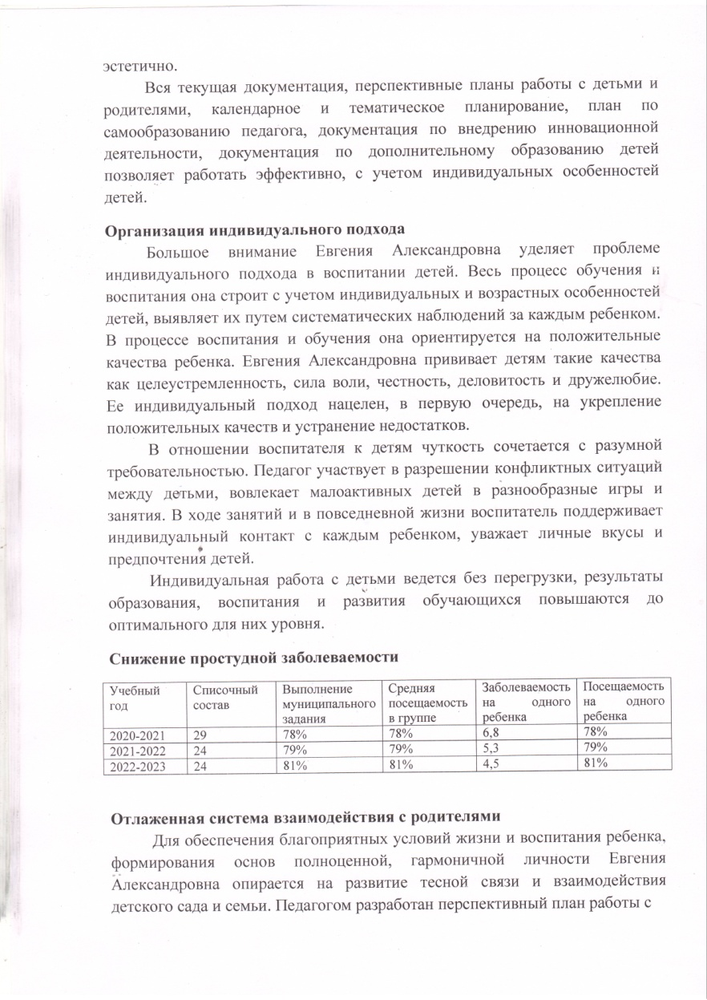 эстетично.
Вся текущая документация, перспективные планы работы с детьми и
родителями, календарное и тематическое планирование, план по
самообразованию педагога, документация по внедрению инновационной
деятельности, документация по дополнительному образованию детей
позволяет работать эффективно, с учетом индивидуальных особенностей
детей.
Организация индивидуального подхода
Большое внимание Евгения Александровна уделяет проблеме
индивидуального подхода в воспитании детей. Весь процесс обучения и
воспитания она строит с учетом индивидуальных и возрастных особенностей
детей, выявляет их путем систематических наблюдений за каждым ребенком.
В процессе воспитания и обучения она ориентируется на положительные
качества ребенка. Евгения Александровна прививает детям такие качества
как целеустремленность, сила воли, честность, деловитость и дружелюбие.
Ее индивидуальный подход нацелен, в первую очередь, на укрепление
положительных качеств и устранение недостатков.
В отношении воспитателя к детям чуткость сочетается с разумной
требовательностью. Педагог участвует в разрешении конфликтных ситуаций
между детьми, вовлекает малоактивных детей в разнообразные игры и
занятия. В ходе занятий и в повседневной жизни воспитатель поддерживает
индивидуальный контакт с каждым ребенком, уважает личные вкусы и
предпочтения детей.
Индивидуальная работа с детьми ведется без перегрузки, результаты
образования, воспитания и развития обучающихся повышаются до
оптимального для них уровня.
Снижение простудной заболеваемости
Учебный год | Списочный состав | Выполнение муниципального задания | Средняя посещаемость в группе | Заболеваемость на одного ребенка | Посещаемость на одного ребенка
2020-2021 | 29 | 78% | 78% | 6,8 | 78%
2021-2022 | 24 | 79% | 79% | 5,3 | 79%
2022-2023 | 24 | 81% | 81% | 4,5 | 81%
Отлаженная система взаимодействия с родителями
Для обеспечения благоприятных условий жизни и воспитания ребенка,
формирования основ полноценной, гармоничной личности Евгения
Александровна опирается на развитие тесной связи и взаимодействия
детского сада и семьи. Педагогом разработан перспективный план работы с